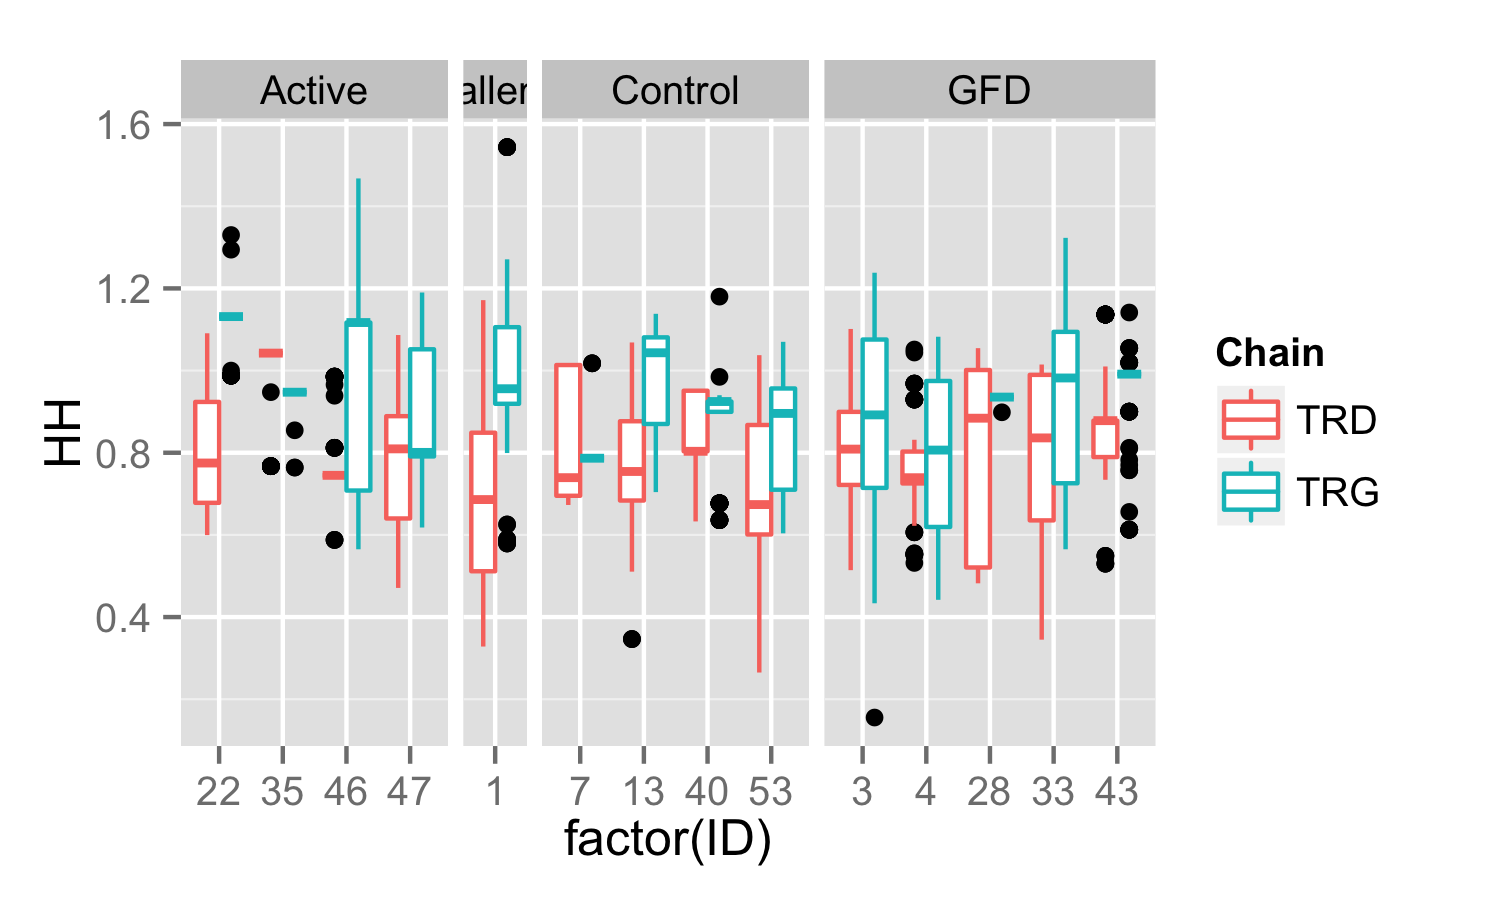 Active aller Control GFD
1.6
1.2
0.8
0.4
HH
22 35 46 47 1 7 13 40 53 3 4 28 33 43
factor(ID)
Chain
TRD
TRG